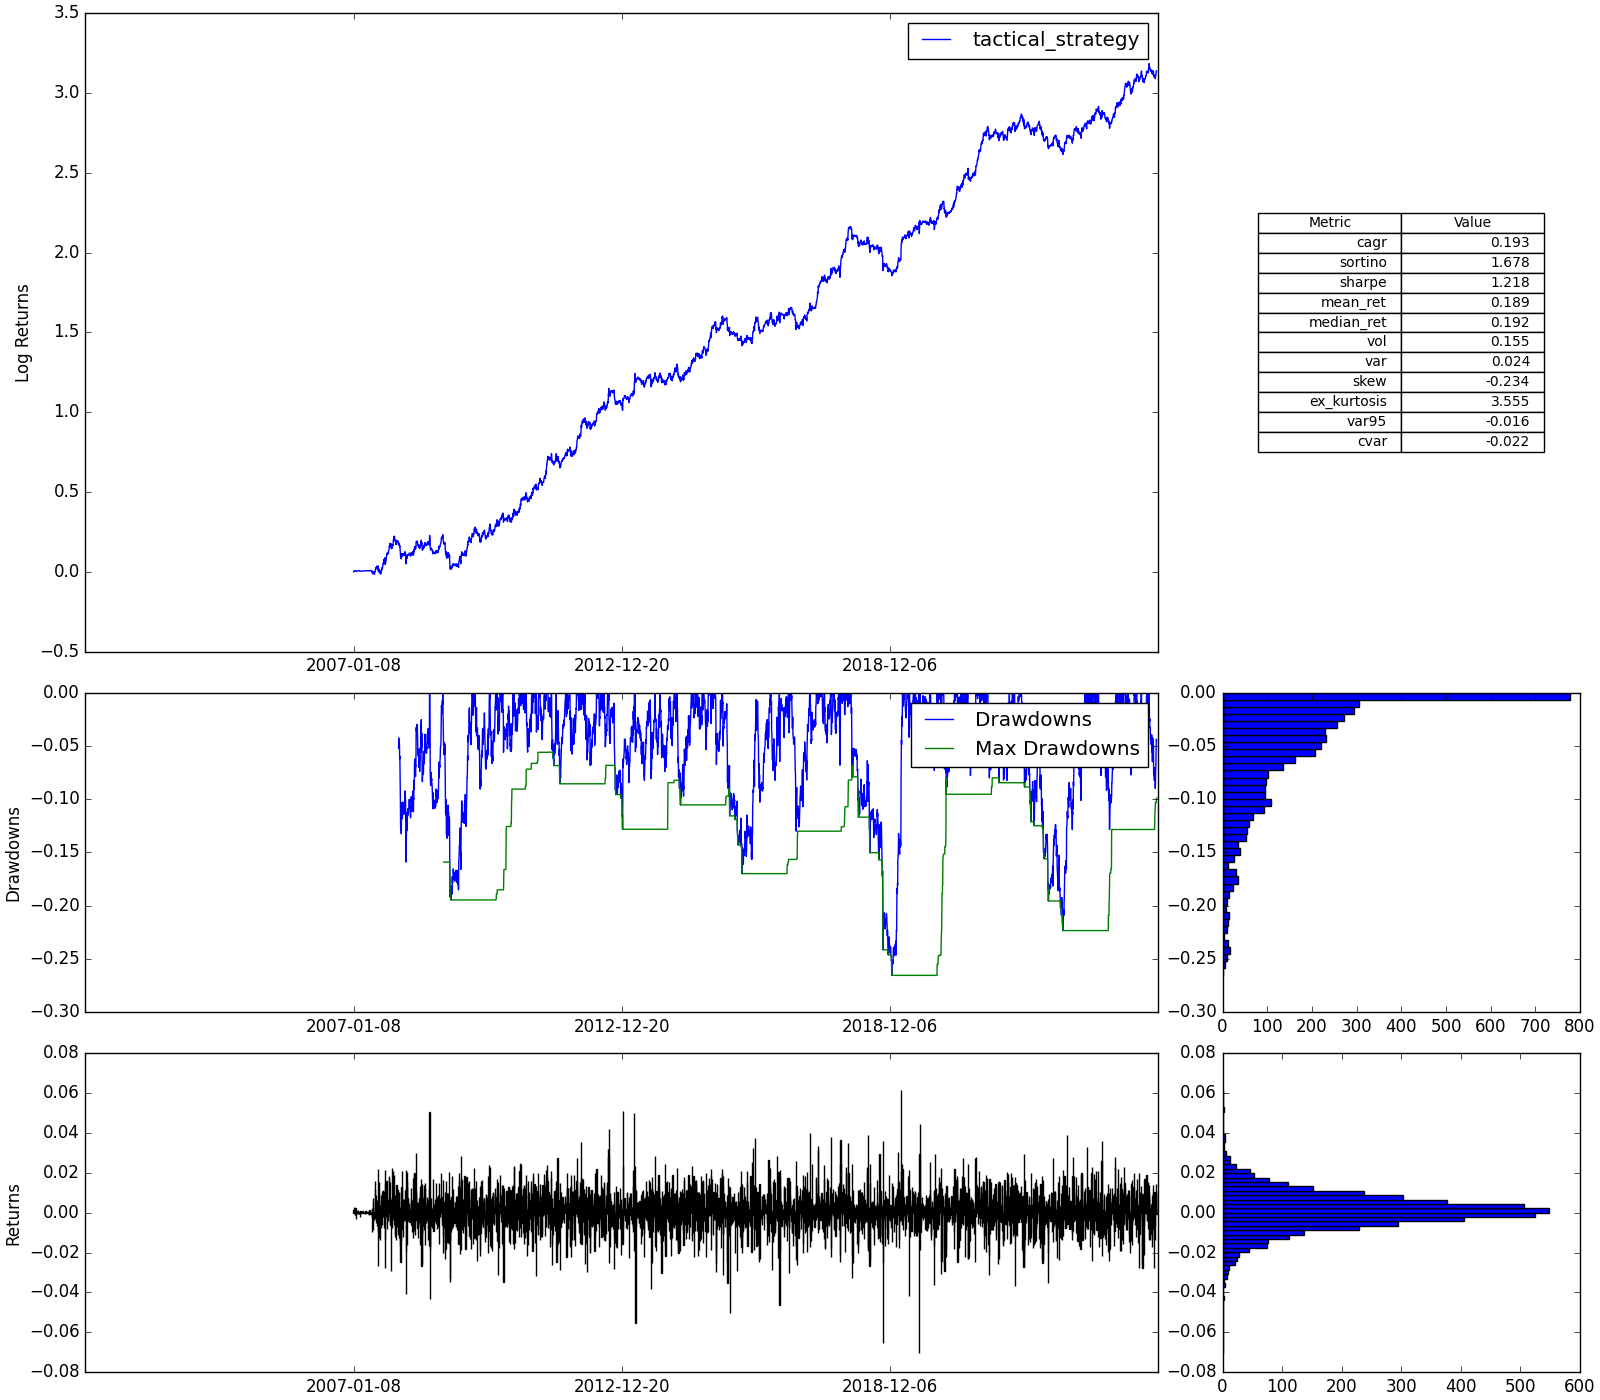 tactical_strategy
3.5
3.0
2.5
2.0
1.5
1.0
0.5
0.0
−0.5
Log Returns
2007-01-08 2012-12-20 2018-12-06
Metric Value
cagr 0.193
sortino 1.678
sharpe 1.218
mean_ret 0.189
median_ret 0.192
vol 0.155
var 0.024
skew -0.234
ex_kurtosis 3.555
var95 -0.016
cvar -0.022
Drawdowns
Max Drawdowns
0.00
−0.05
−0.10
−0.15
−0.20
−0.25
−0.30
Drawdowns
2007-01-08 2012-12-20 2018-12-06
0.00
−0.05
−0.10
−0.15
−0.20
−0.25
−0.30
0 100 200 300 400 500 600 700 800
0.08
0.06
0.04
0.02
0.00
−0.02
−0.04
−0.06
−0.08
Returns
2007-01-08 2012-12-20 2018-12-06
0.08
0.06
0.04
0.02
0.00
−0.02
−0.04
−0.06
−0.08
0 100 200 300 400 500 600